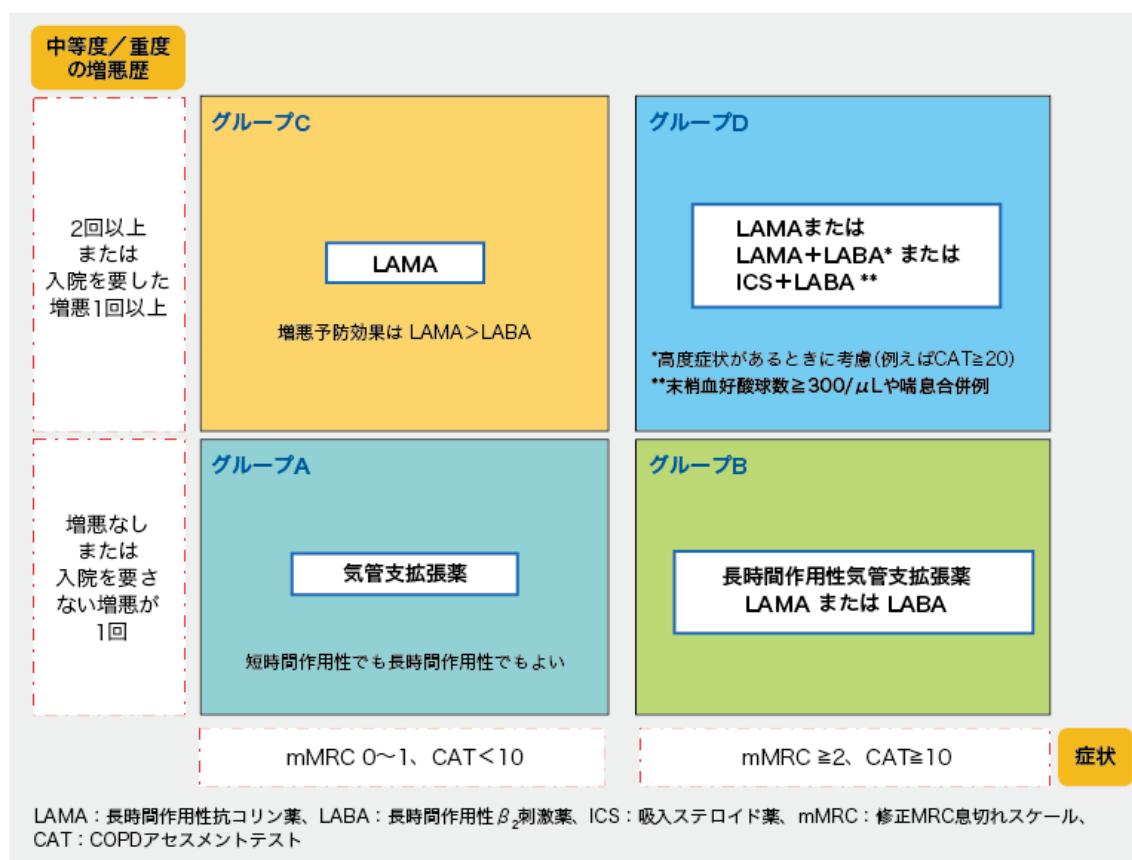 中等度／重度
の増悪歴
2回以上
または
入院を要した
増悪1回以上
グループC
LAMA
増悪予防効果は LAMA＞LABA
グループD
LAMAまたは
LAMA＋LABA* または
ICS＋LABA **
*高度症状があるときに考慮(例えばCAT≧20)
**末梢血好酸球数≧300/μLや喘息合併例
増悪なし
または
入院を要さ
ない増悪が
1回
グループA
気管支拡張薬
短時間作用性でも長時間作用性でもよい
グループB
長時間作用性気管支拡張薬
LAMA または LABA
mMRC 0〜1、CAT＜10
mMRC ≧2、CAT≧10
症状
LAMA：長時間作用性抗コリン薬、LABA：長時間作用性β₂刺激薬、ICS：吸入ステロイド薬、mMRC：修正MRC息切れスケール、
CAT：COPDアセスメントテスト